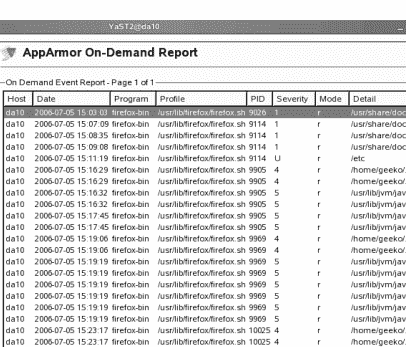 YaST2@da10
AppArmor On-Demand Report
On Demand Event Report - Page 1 of 1
Host Date Program Profile PID Severity Mode Detail
da10 2006-07-05 15:03:03 firefox-bin /usr/lib/firefox/firefox.sh 9026 1 r /usr/share/doc
da10 2006-07-05 15:07:09 firefox-bin /usr/lib/firefox/firefox.sh 9114 1 r /usr/share/doc
da10 2006-07-05 15:08:35 firefox-bin /usr/lib/firefox/firefox.sh 9114 1 r /usr/share/doc
da10 2006-07-05 15:09:08 firefox-bin /usr/lib/firefox/firefox.sh 9114 1 r /usr/share/doc
da10 2006-07-05 15:11:19 firefox-bin /usr/lib/firefox/firefox.sh 9114 U r /etc
da10 2006-07-05 15:16:29 firefox-bin /usr/lib/firefox/firefox.sh 9905 4 r /home/geeko/.
da10 2006-07-05 15:16:29 firefox-bin /usr/lib/firefox/firefox.sh 9905 4 r /home/geeko/.
da10 2006-07-05 15:16:32 firefox-bin /usr/lib/firefox/firefox.sh 9905 5 r /usr/lib/jvm/jav
da10 2006-07-05 15:16:32 firefox-bin /usr/lib/firefox/firefox.sh 9905 5 r /usr/lib/jvm/jav
da10 2006-07-05 15:17:45 firefox-bin /usr/lib/firefox/firefox.sh 9905 5 r /usr/lib/jvm/jav
da10 2006-07-05 15:17:45 firefox-bin /usr/lib/firefox/firefox.sh 9905 5 r /usr/lib/jvm/jav
da10 2006-07-05 15:19:06 firefox-bin /usr/lib/firefox/firefox.sh 9969 4 r /home/geeko/.
da10 2006-07-05 15:19:06 firefox-bin /usr/lib/firefox/firefox.sh 9969 4 r /home/geeko/.
da10 2006-07-05 15:19:19 firefox-bin /usr/lib/firefox/firefox.sh 9969 5 r /usr/lib/jvm/jav
da10 2006-07-05 15:19:19 firefox-bin /usr/lib/firefox/firefox.sh 9969 5 r /usr/lib/jvm/jav
da10 2006-07-05 15:19:19 firefox-bin /usr/lib/firefox/firefox.sh 9969 5 r /usr/lib/jvm/jav
da10 2006-07-05 15:19:19 firefox-bin /usr/lib/firefox/firefox.sh 9969 5 r /usr/lib/jvm/jav
da10 2006-07-05 15:19:19 firefox-bin /usr/lib/firefox/firefox.sh 9969 5 r /usr/lib/jvm/jav
da10 2006-07-05 15:23:17 firefox-bin /usr/lib/firefox/firefox.sh 10025 4 r /home/geeko/.
da10 2006-07-05 15:23:17 firefox-bin /usr/lib/firefox/firefox.sh 10025 4 r /home/geeko/.